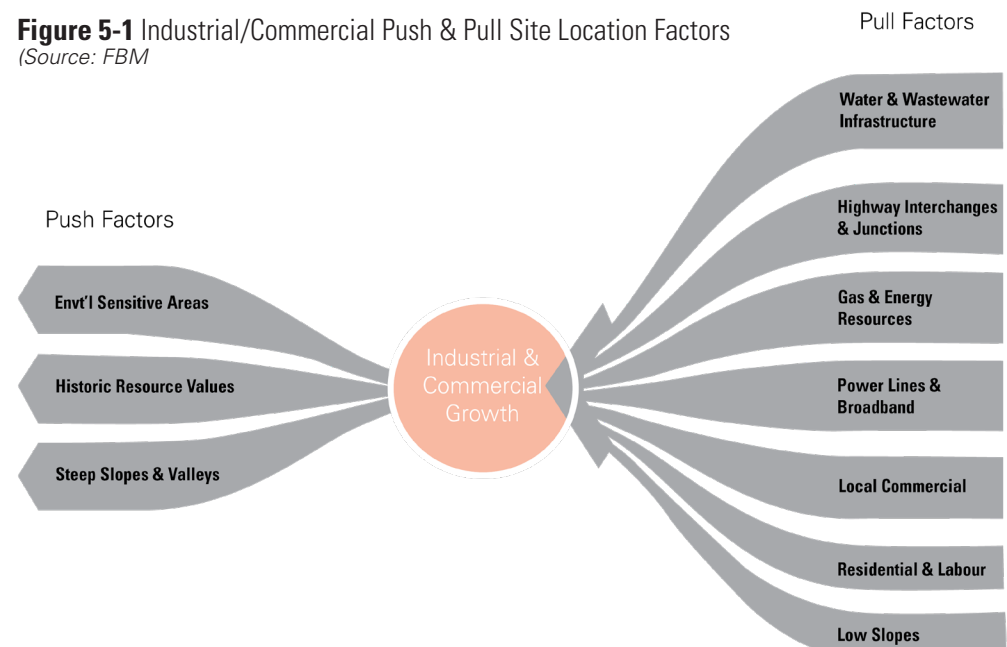 Figure 5-1 Industrial/Commercial Push & Pull Site Location Factors
(Source: FBM
Pull Factors
Water & Wastewater
Infrastructure
Highway Interchanges
& Junctions
Gas & Energy
Resources
Power Lines &
Broadband
Local Commercial
Residential & Labour
Low Slopes
Push Factors
Envt'l Sensitive Areas
Historic Resource Values
Steep Slopes & Valleys
Industrial &
Commercial
Growth